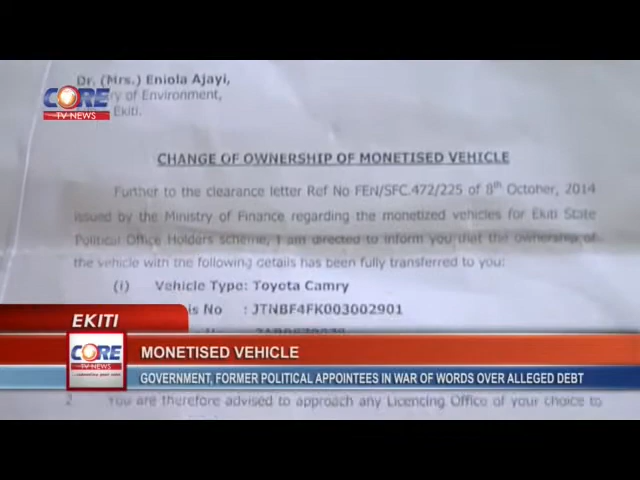 Dr. (Mrs.) Eniola Ajayi,
of Environment,
Ekiti.
CORE
TV NEWS
CHANGE OF OWNERSHIP OF MONETISED VEHICLE
Further to the clearance letter Ref No FEN/SFC.472/225 of 8th October, 2014
issued by the Ministry of Finance regarding the monetized vehicles for Ekiti State
Political Office Holders scheme, I am directed to inform you that the ownership of
the vehicle with the following details has been fully transferred to you:
(i) Vehicle Type: Toyota Camry
is No : JTNBF4FK003002901
EKITI
CORE
TV NEWS
MONETISED VEHICLE
GOVERNMENT, FORMER POLITICAL APPOINTEES IN WAR OF WORDS OVER ALLEGED DEBT
2 You are therefore advised to approach any Licencing Office of your choice to